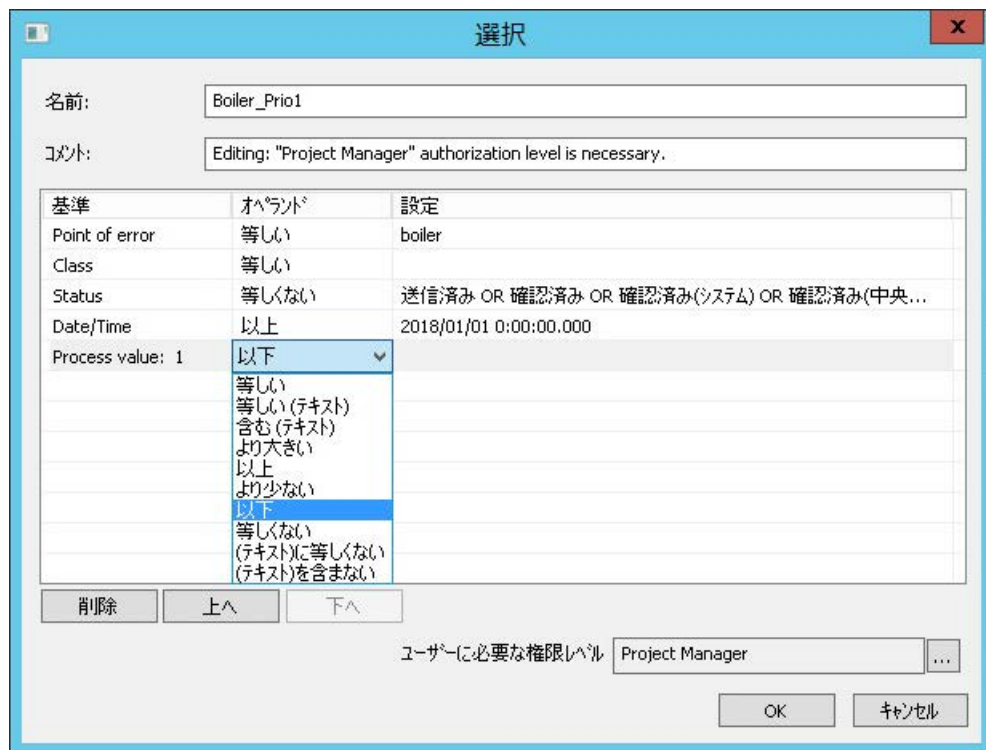 選択
名前:
Boiler_Prio1
コメント:
Editing: "Project Manager" authorization level is necessary.
基準 オペランド 設定
Point of error 等しい boiler
Class 等しい
Status 等しくない 送信済み OR 確認済み OR 確認済み(システム) OR 確認済み(中央...
Date/Time 以上 2018/01/01 0:00:00.000
Process value: 1 以下
等しい
等しい (テキスト)
含む (テキスト)
より大きい
以上
より少ない
以下
等しくない
(テキスト)に等しくない
(テキスト)を含まない
削除 上へ 下へ
ユーザーに必要な権限レベル Project Manager ...
OK キャンセル